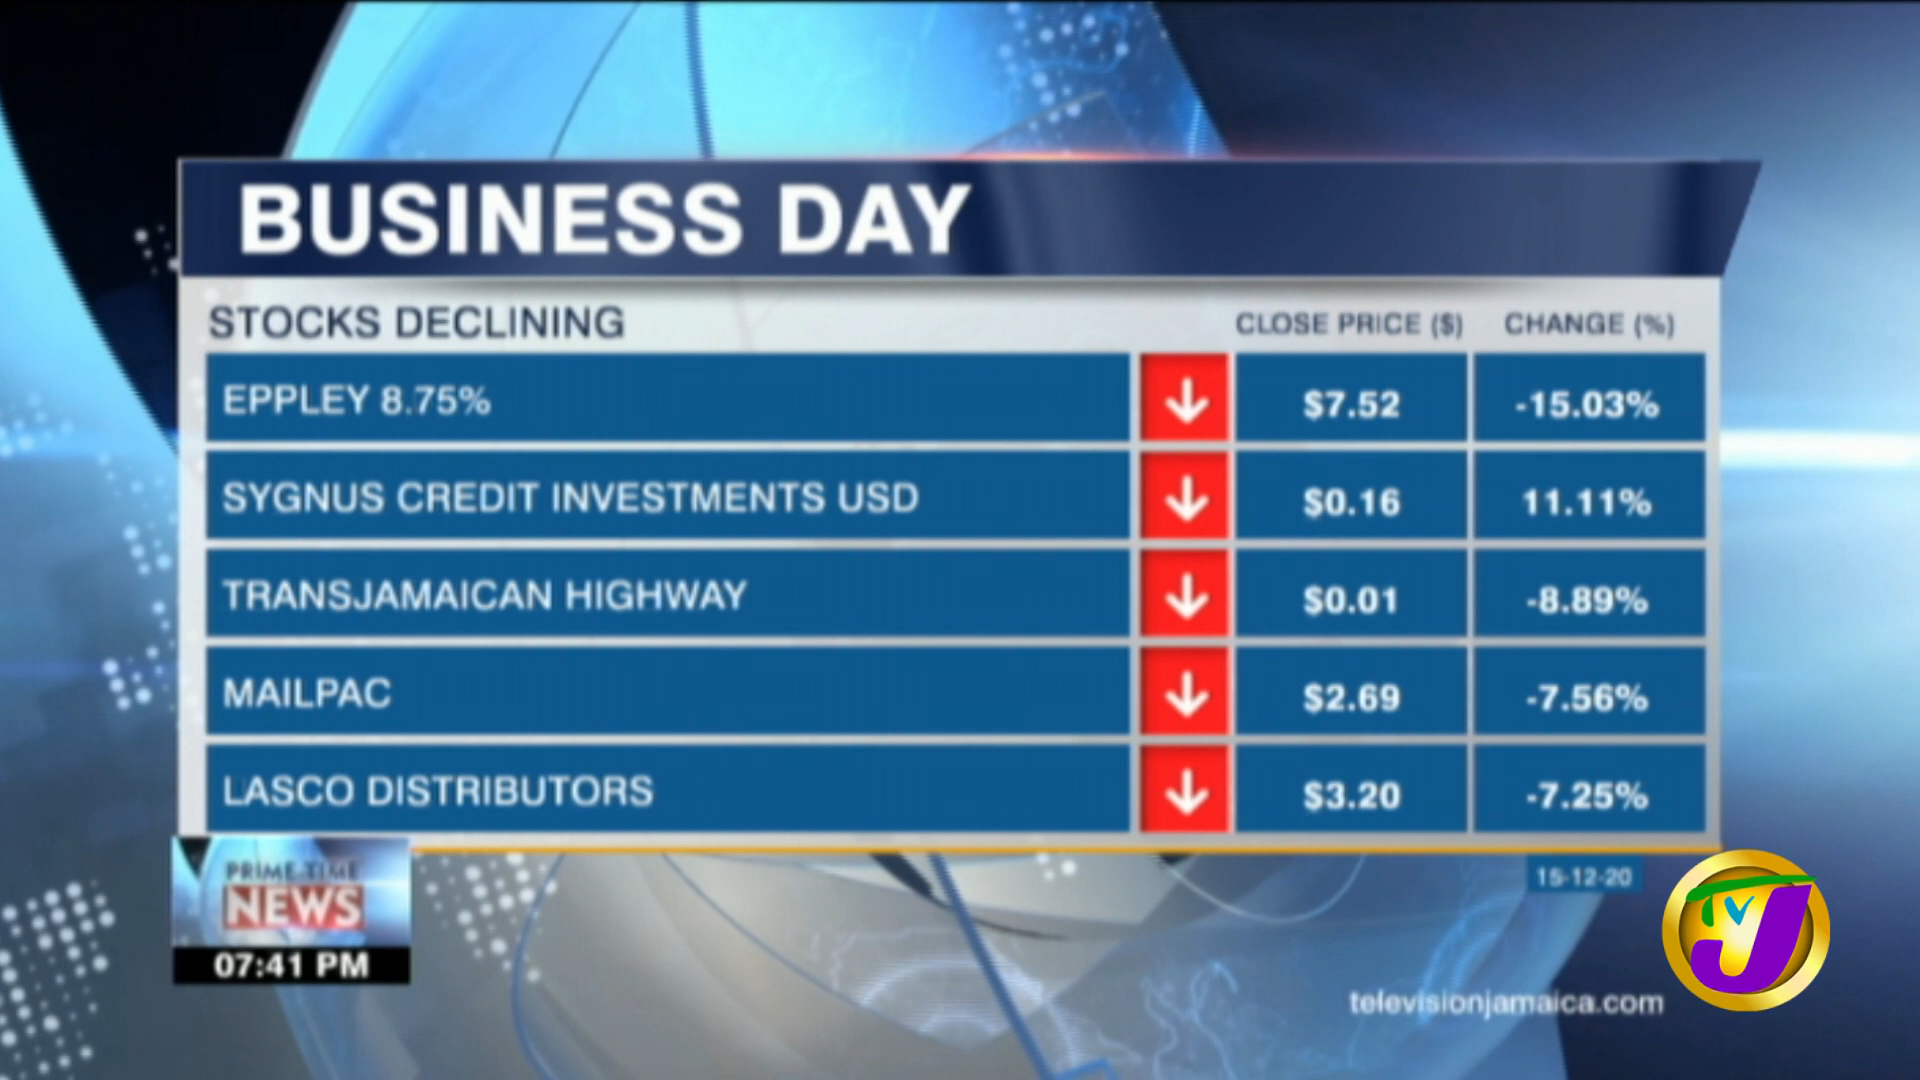 BUSINESS DAY
STOCKS DECLINING CLOSE PRICE ($) CHANGE (%)
EPPLEY 8.75% $7.52 -15.03%
SYGNUS CREDIT INVESTMENTS USD $0.16 11.11%
TRANSJAMAICAN HIGHWAY $0.01 -8.89%
MAILPAC $2.69 -7.56%
LASCO DISTRIBUTORS $3.20 -7.25%
PRIME TIME
NEWS
07:41 PM
15-12-20
TVJ
televisionjamaica.com